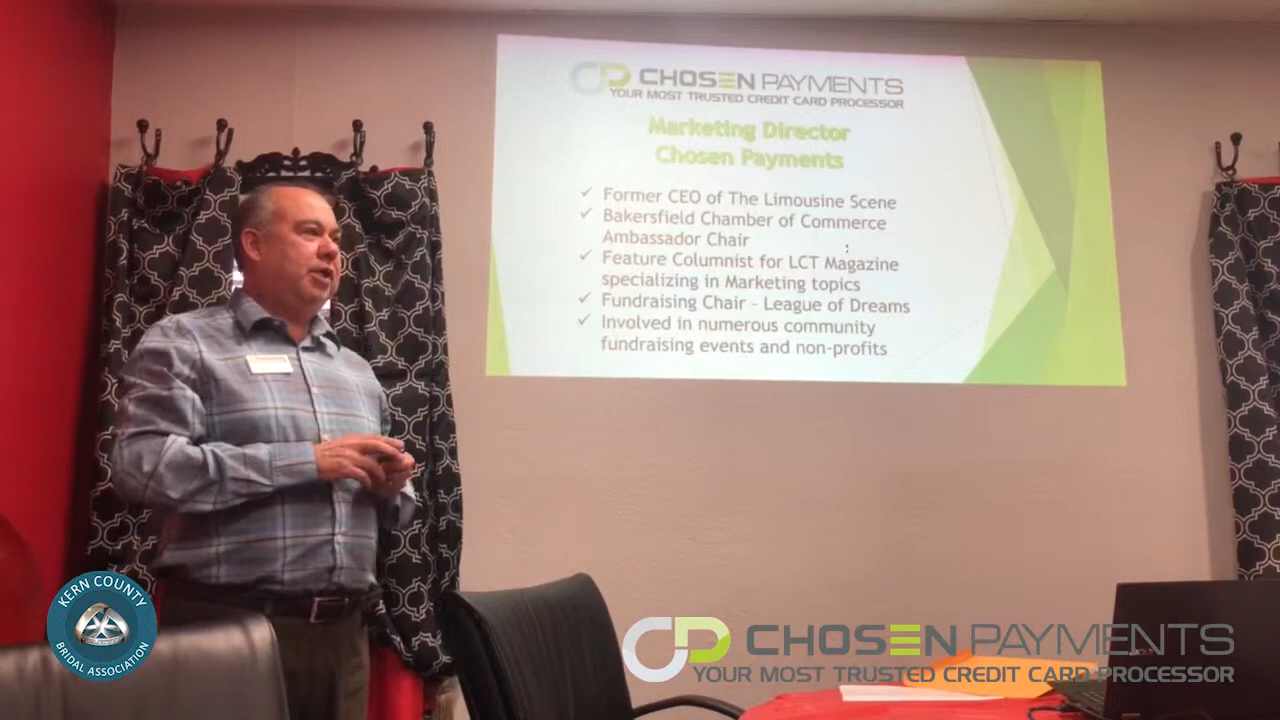 CHOSEN PAYMENTS
YOUR MOST TRUSTED CREDIT CARD PROCESSOR
Marketing Director
Chosen Payments
✓ Former CEO of The Limousine Scene
✓ Bakersfield Chamber of Commerce
Ambassador Chair
✓ Feature Columnist for LCT Magazine
specializing in Marketing topics
✓ Fundraising Chair – League of Dreams
✓ Involved in numerous community
fundraising events and non-profits
KERN COUNTY
BRIDAL ASSOCIATION
CHOSEN PAYMENTS
YOUR MOST TRUSTED CREDIT CARD PROCESSOR